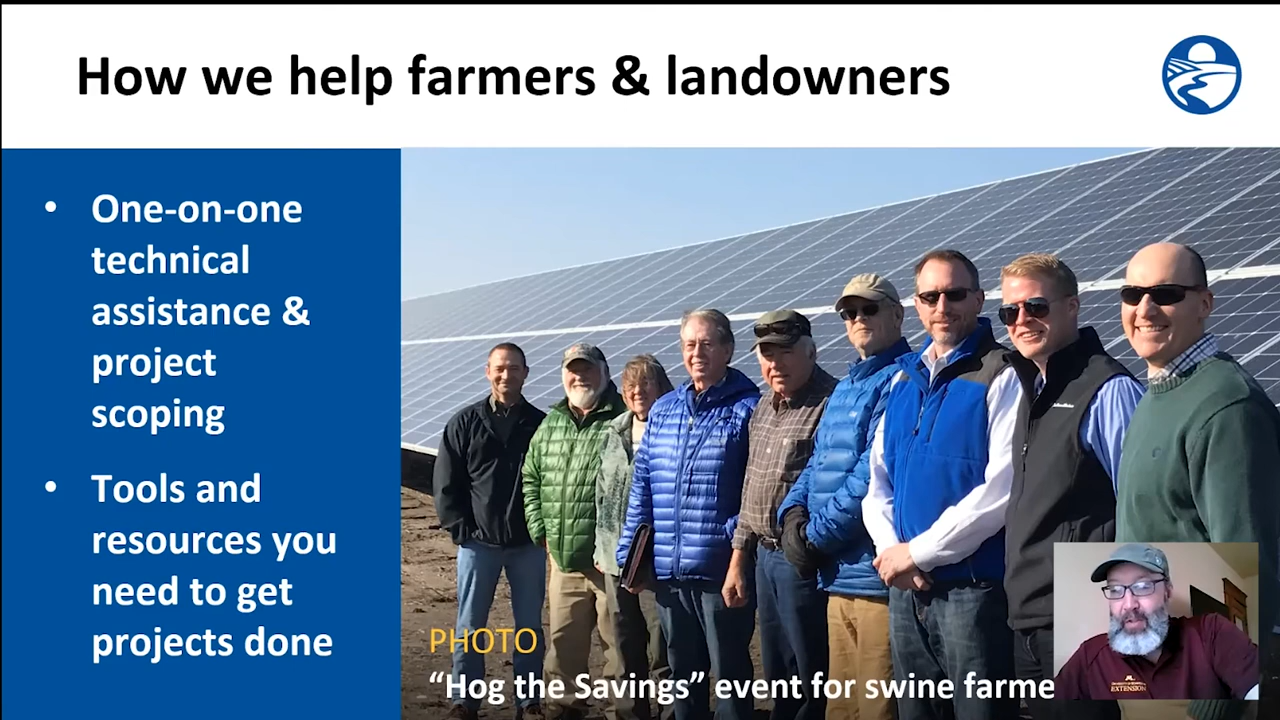 How we help farmers & landowners
• One-on-one
technical
assistance &
project
scoping
• Tools and
resources you
need to get
projects done
PHOTO
“Hog the Savings” event for swine farme
EXTENSION